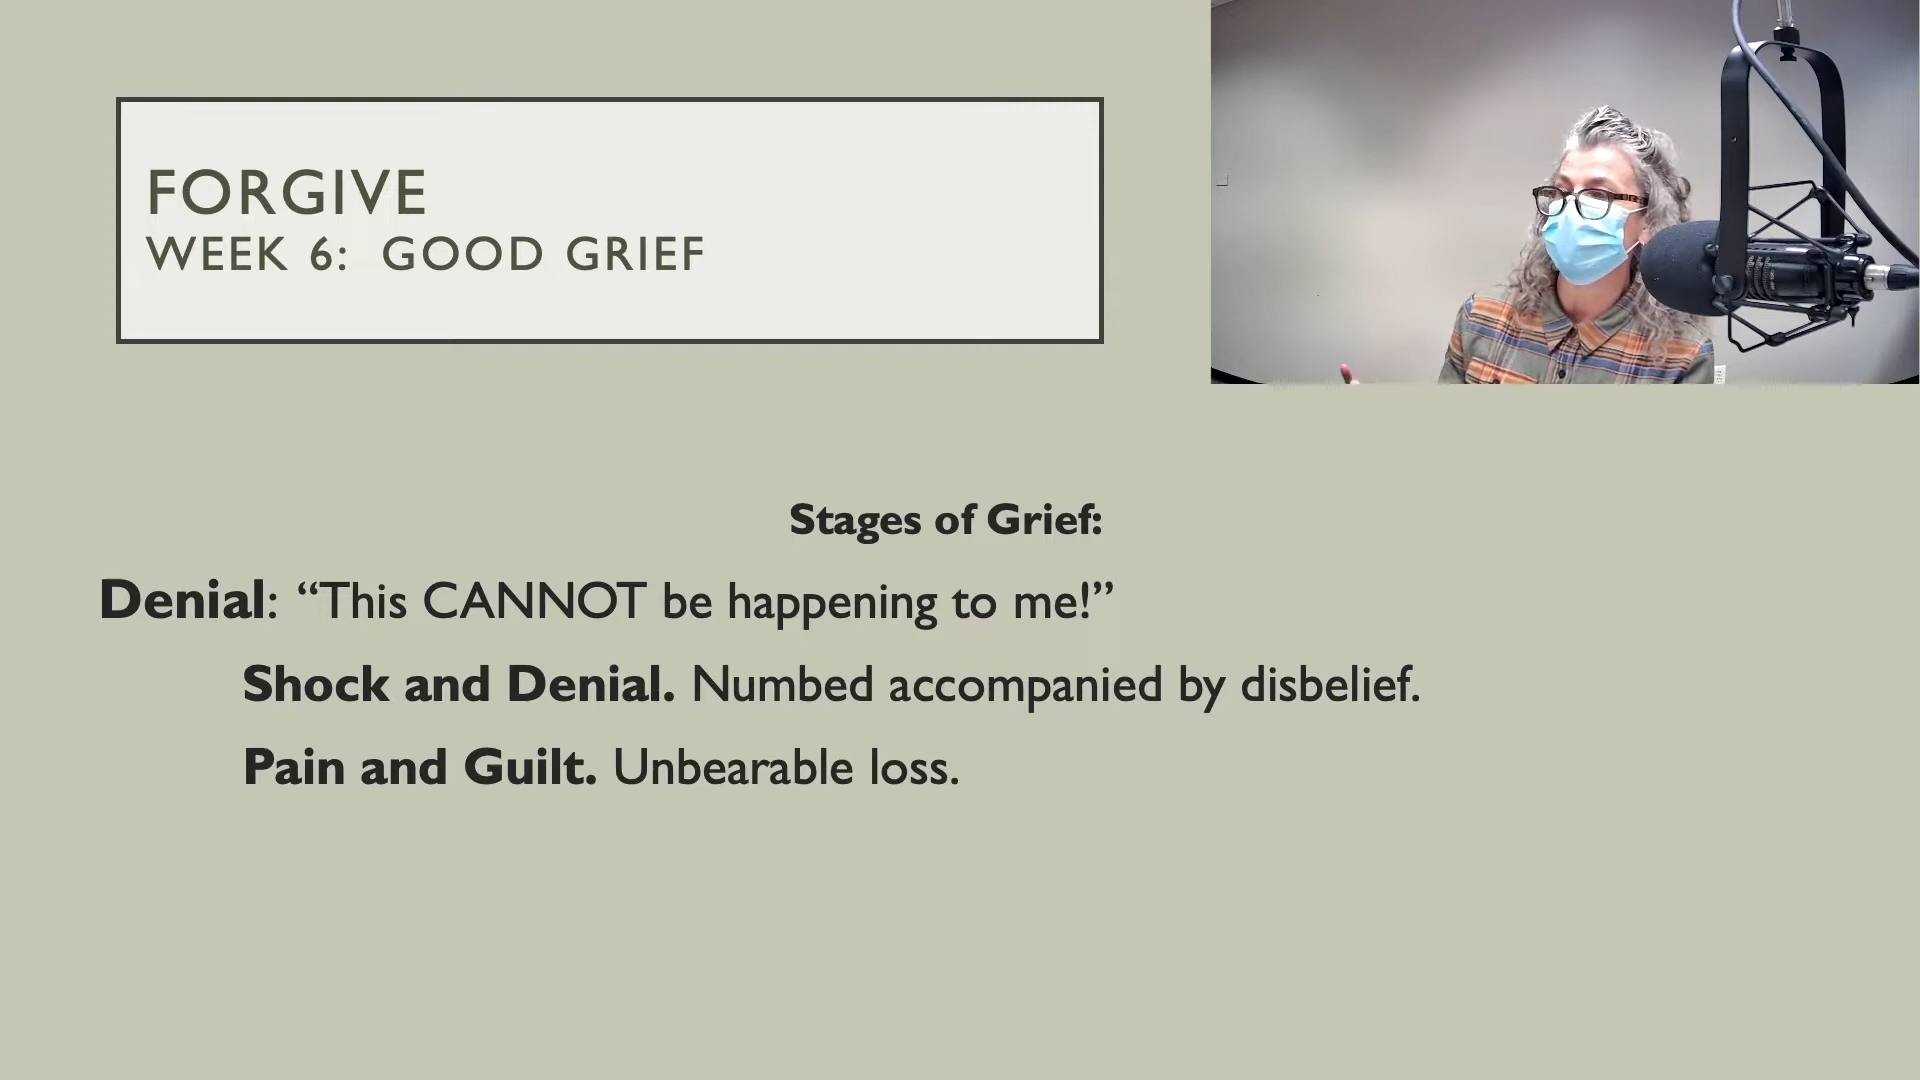 FORGIVE
WEEK 6: GOOD GRIEF
Stages of Grief:
Denial: “This CANNOT be happening to me!”
Shock and Denial. Numbed accompanied by disbelief.
Pain and Guilt. Unbearable loss.